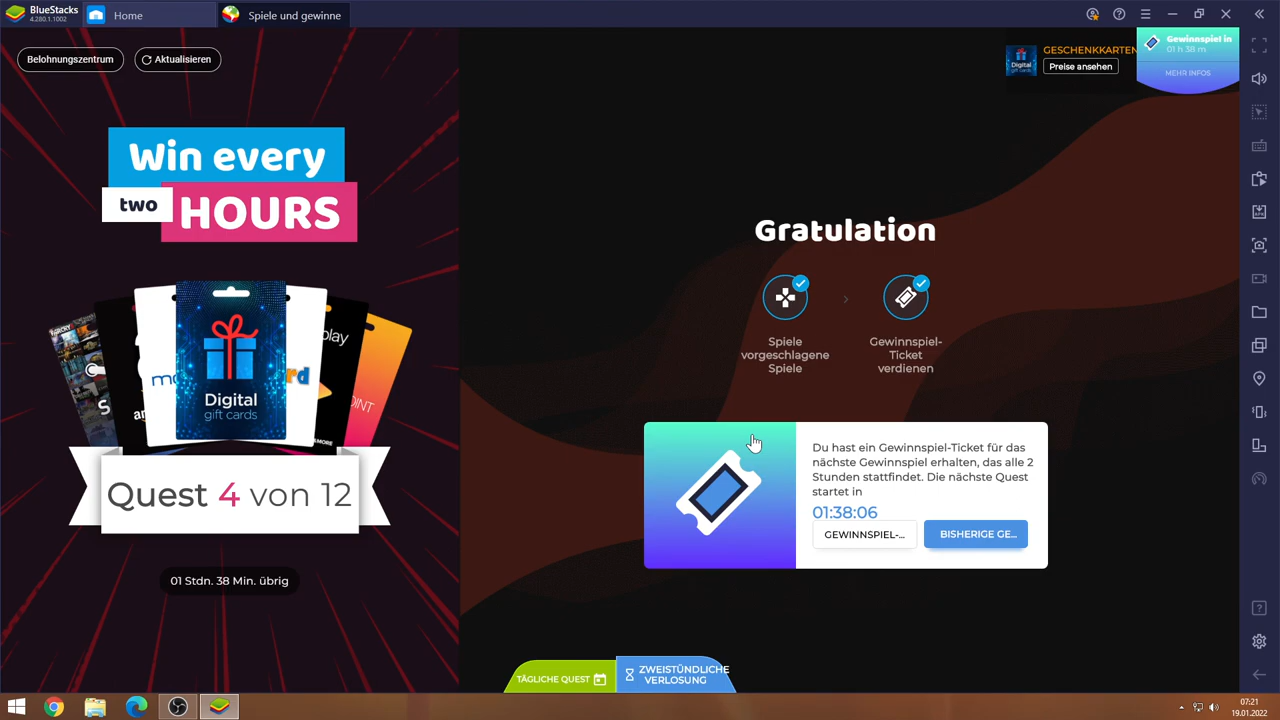 BlueStacks
4.280.1.1002
Home
Spiele und gewinne
Belohnungszentrum
Aktualisieren
Win every
two
HOURS
Digital
gift cards
Quest 4 von 12
01 Stdn. 38 Min. übrig
Digital
gift cards
GESCHENKKARTEN
Preise ansehen
Gewinnspiel in
01 h 38 m
MEHR INFOS
Gratulation
Spiele
vorgeschlagene
Spiele
Gewinnspiel-
Ticket
verdienen
Du hast ein Gewinnspiel-Ticket für das
nächste Gewinnspiel erhalten, das alle 2
Stunden stattfindet. Die nächste Quest
startet in
01:38:06
GEWINNSPIEL-...
BISHERIGE GE...
TÄGLICHE QUEST
ZWEISTÜNDLICHE
VERLOSUNG
07:21
19.01.2022